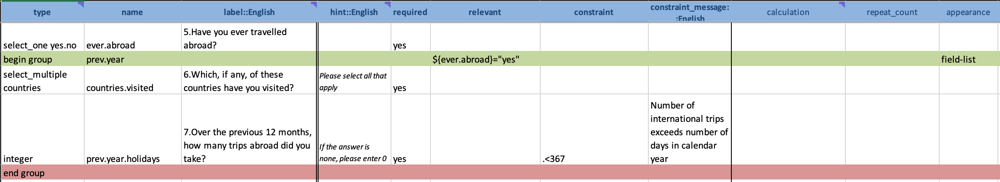 type name label::English hint::English required relevant constraint constraint_message: calculation repeat_count appearance
:English
5.Have you ever travelled
select_one yes.no ever.abroad abroad? yes
begin group prev.year ${ever.abroad}="yes" field-list
select_multiple 6.Which, if any, of these Please select all that
countries countries.visited countries have you visited? apply yes
Number of
international trips
7.Over the previous 12 months, exceeds number of
how many trips abroad did you If the answer is days in calendar
integer prev.year.holidays take? none, please enter 0 yes .<367 year
end group